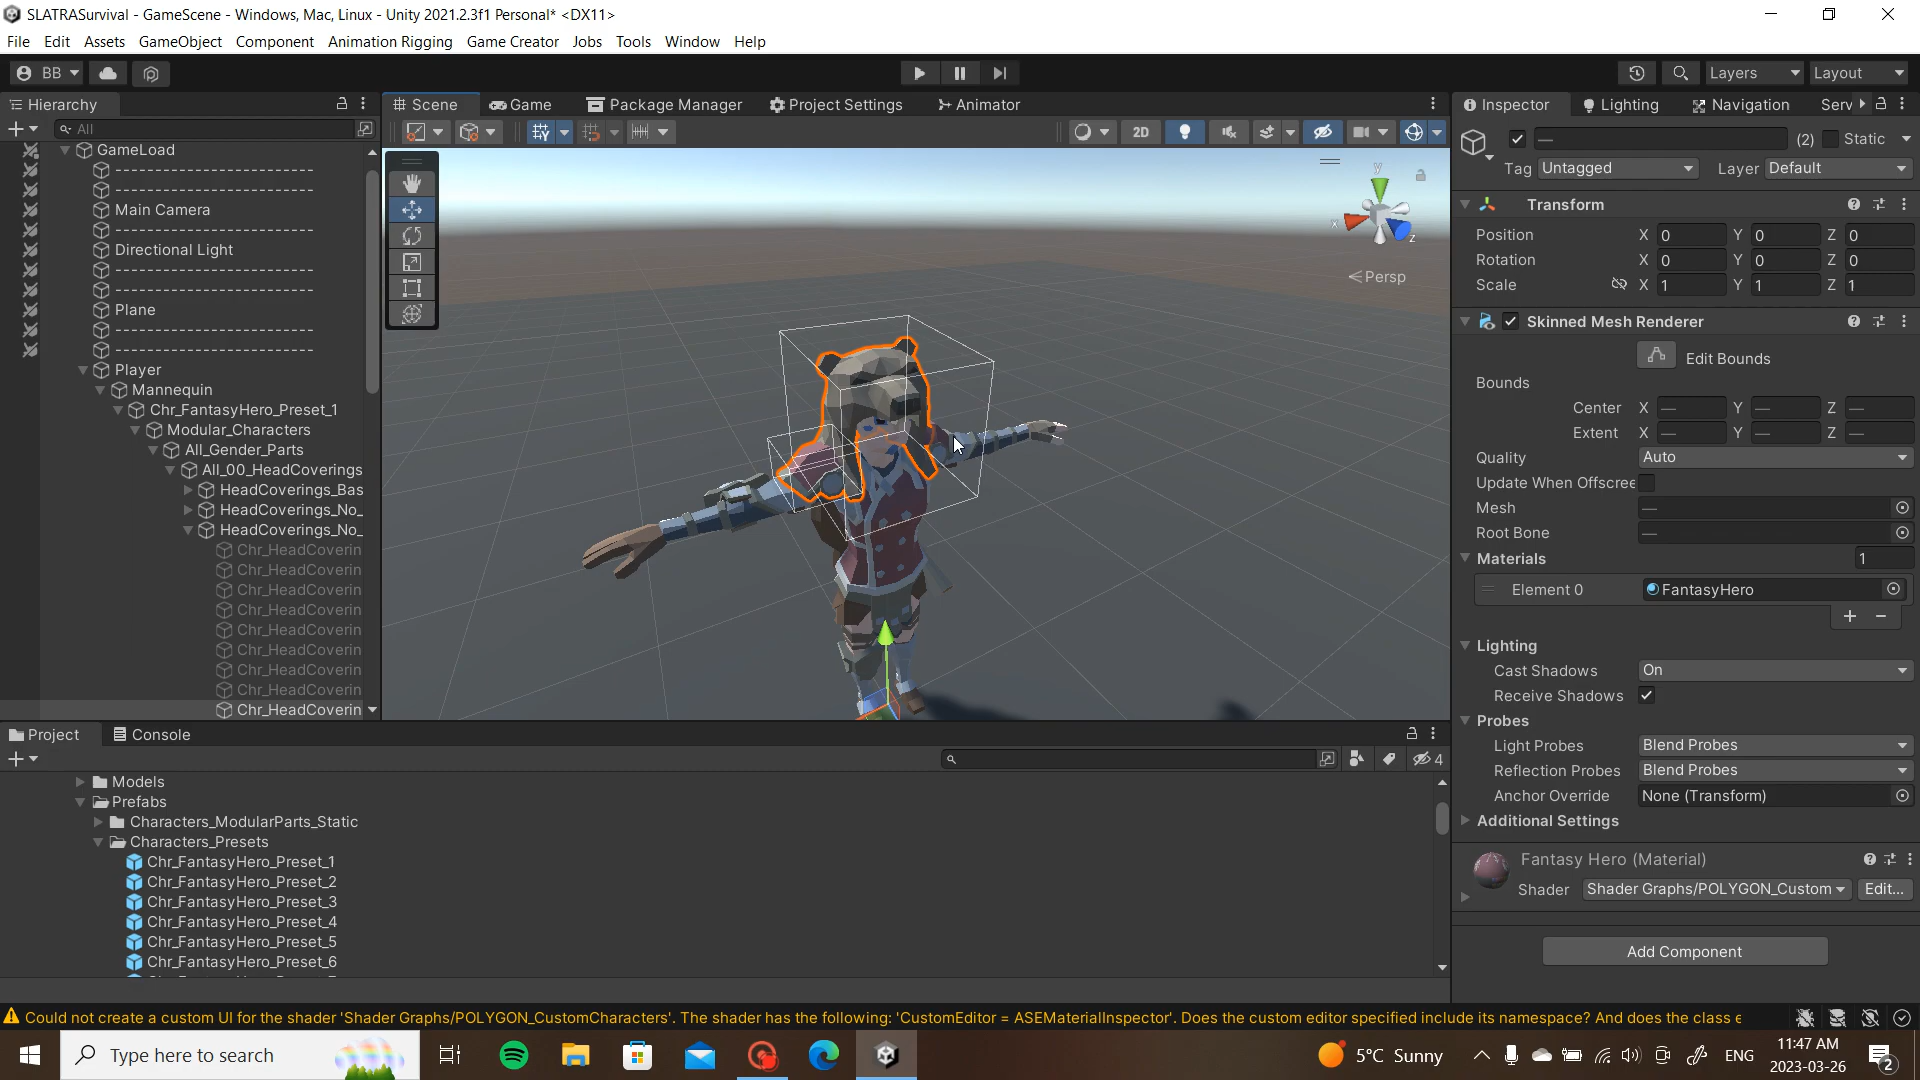 SLATRASurvival - GameScene - Windows, Mac, Linux - Unity 2021.2.3f1 Personal* <DX11>
File Edit Assets GameObject Component Animation Rigging Game Creator Jobs Tools Window Help
BB
Layers
Layout
Hierarchy
Scene
Game
Package Manager
Project Settings
Animator
Inspector
Lighting
Navigation
Serv
All
2D
GameLoad
----------------------------
----------------------------
Main Camera
----------------------------
Directional Light
----------------------------
----------------------------
Plane
----------------------------
----------------------------
Player
Mannequin
Chr_FantasyHero_Preset_1
Modular_Characters
All_Gender_Parts
All_00_HeadCoverings
HeadCoverings_Bas
HeadCoverings_No_
HeadCoverings_No_
Chr_HeadCoverin
Chr_HeadCoverin
Chr_HeadCoverin
Chr_HeadCoverin
Chr_HeadCoverin
Chr_HeadCoverin
Chr_HeadCoverin
Chr_HeadCoverin
Chr_HeadCoverin
y
x
z
Persp
— (2) Static
Tag Untagged Layer Default
Transform
Position X 0 Y 0 Z 0
Rotation X 0 Y 0 Z 0
Scale X 1 Y 1 Z 1
Skinned Mesh Renderer
Edit Bounds
Bounds
Center X — Y — Z —
Extent X — Y — Z —
Quality Auto
Update When Offscree
Mesh —
Root Bone —
Materials 1
Element 0 FantasyHero
Lighting
Cast Shadows On
Receive Shadows
Probes
Light Probes Blend Probes
Reflection Probes Blend Probes
Anchor Override None (Transform)
Additional Settings
Fantasy Hero (Material)
Shader Shader Graphs/POLYGON_Custom Edit...
Add Component
Project
Console
4
Models
Prefabs
Characters_ModularParts_Static
Characters_Presets
Chr_FantasyHero_Preset_1
Chr_FantasyHero_Preset_2
Chr_FantasyHero_Preset_3
Chr_FantasyHero_Preset_4
Chr_FantasyHero_Preset_5
Chr_FantasyHero_Preset_6
Could not create a custom UI for the shader 'Shader Graphs/POLYGON_CustomCharacters'. The shader has the following: 'CustomEditor = ASEMaterialInspector'. Does the custom editor specified include its namespace? And does the class e
Type here to search
5°C Sunny
ENG
11:47 AM
2023-03-26
2